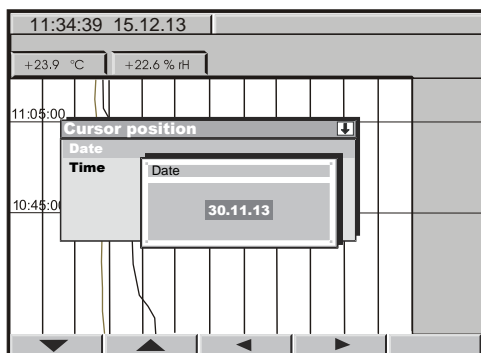 11:34:39 15.12.13
+23.9 °C +22.6 % rH
11:05:00
Cursor position
Date
Time
Date
10:45:00
30.11.13